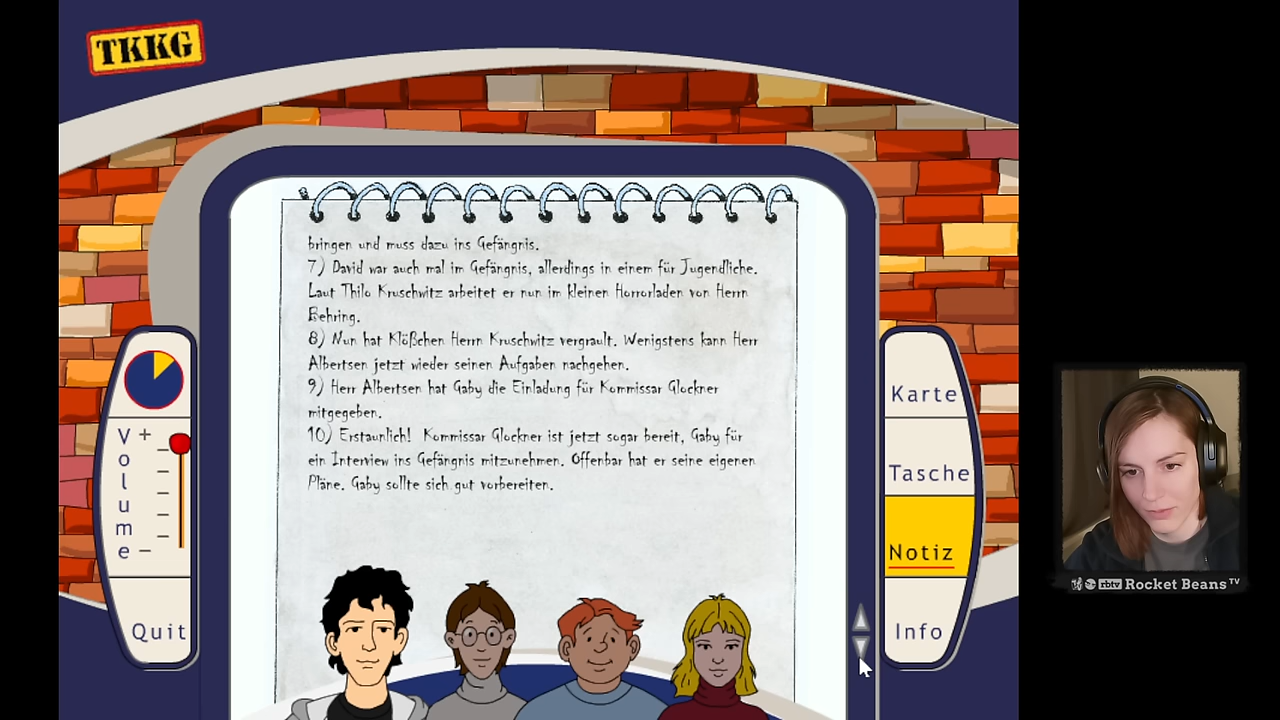 TKKG
bringen und muss dazu ins Gefängnis.
7) David war auch mal im Gefängnis, allerdings in einem für Jugendliche.
Laut Thilo Kruschwitz arbeitet er nun im kleinen Horrorladen von Herrn
Behring.
8) Nun hat Klößchen Herrn Kruschwitz vergrault. Wenigstens kann Herr
Albertsen jetzt wieder seinen Aufgaben nachgehen.
9) Herr Albertsen hat Gaby die Einladung für Kommissar Glockner
mitgegeben.
10) Erstaunlich! Kommissar Glockner ist jetzt sogar bereit, Gaby für
ein Interview ins Gefängnis mitzunehmen. Offenbar hat er seine eigenen
Pläne. Gaby sollte sich gut vorbereiten.
Volume
+
−
Quit
Karte
Tasche
Notiz
Info
rbtv Rocket Beans TV